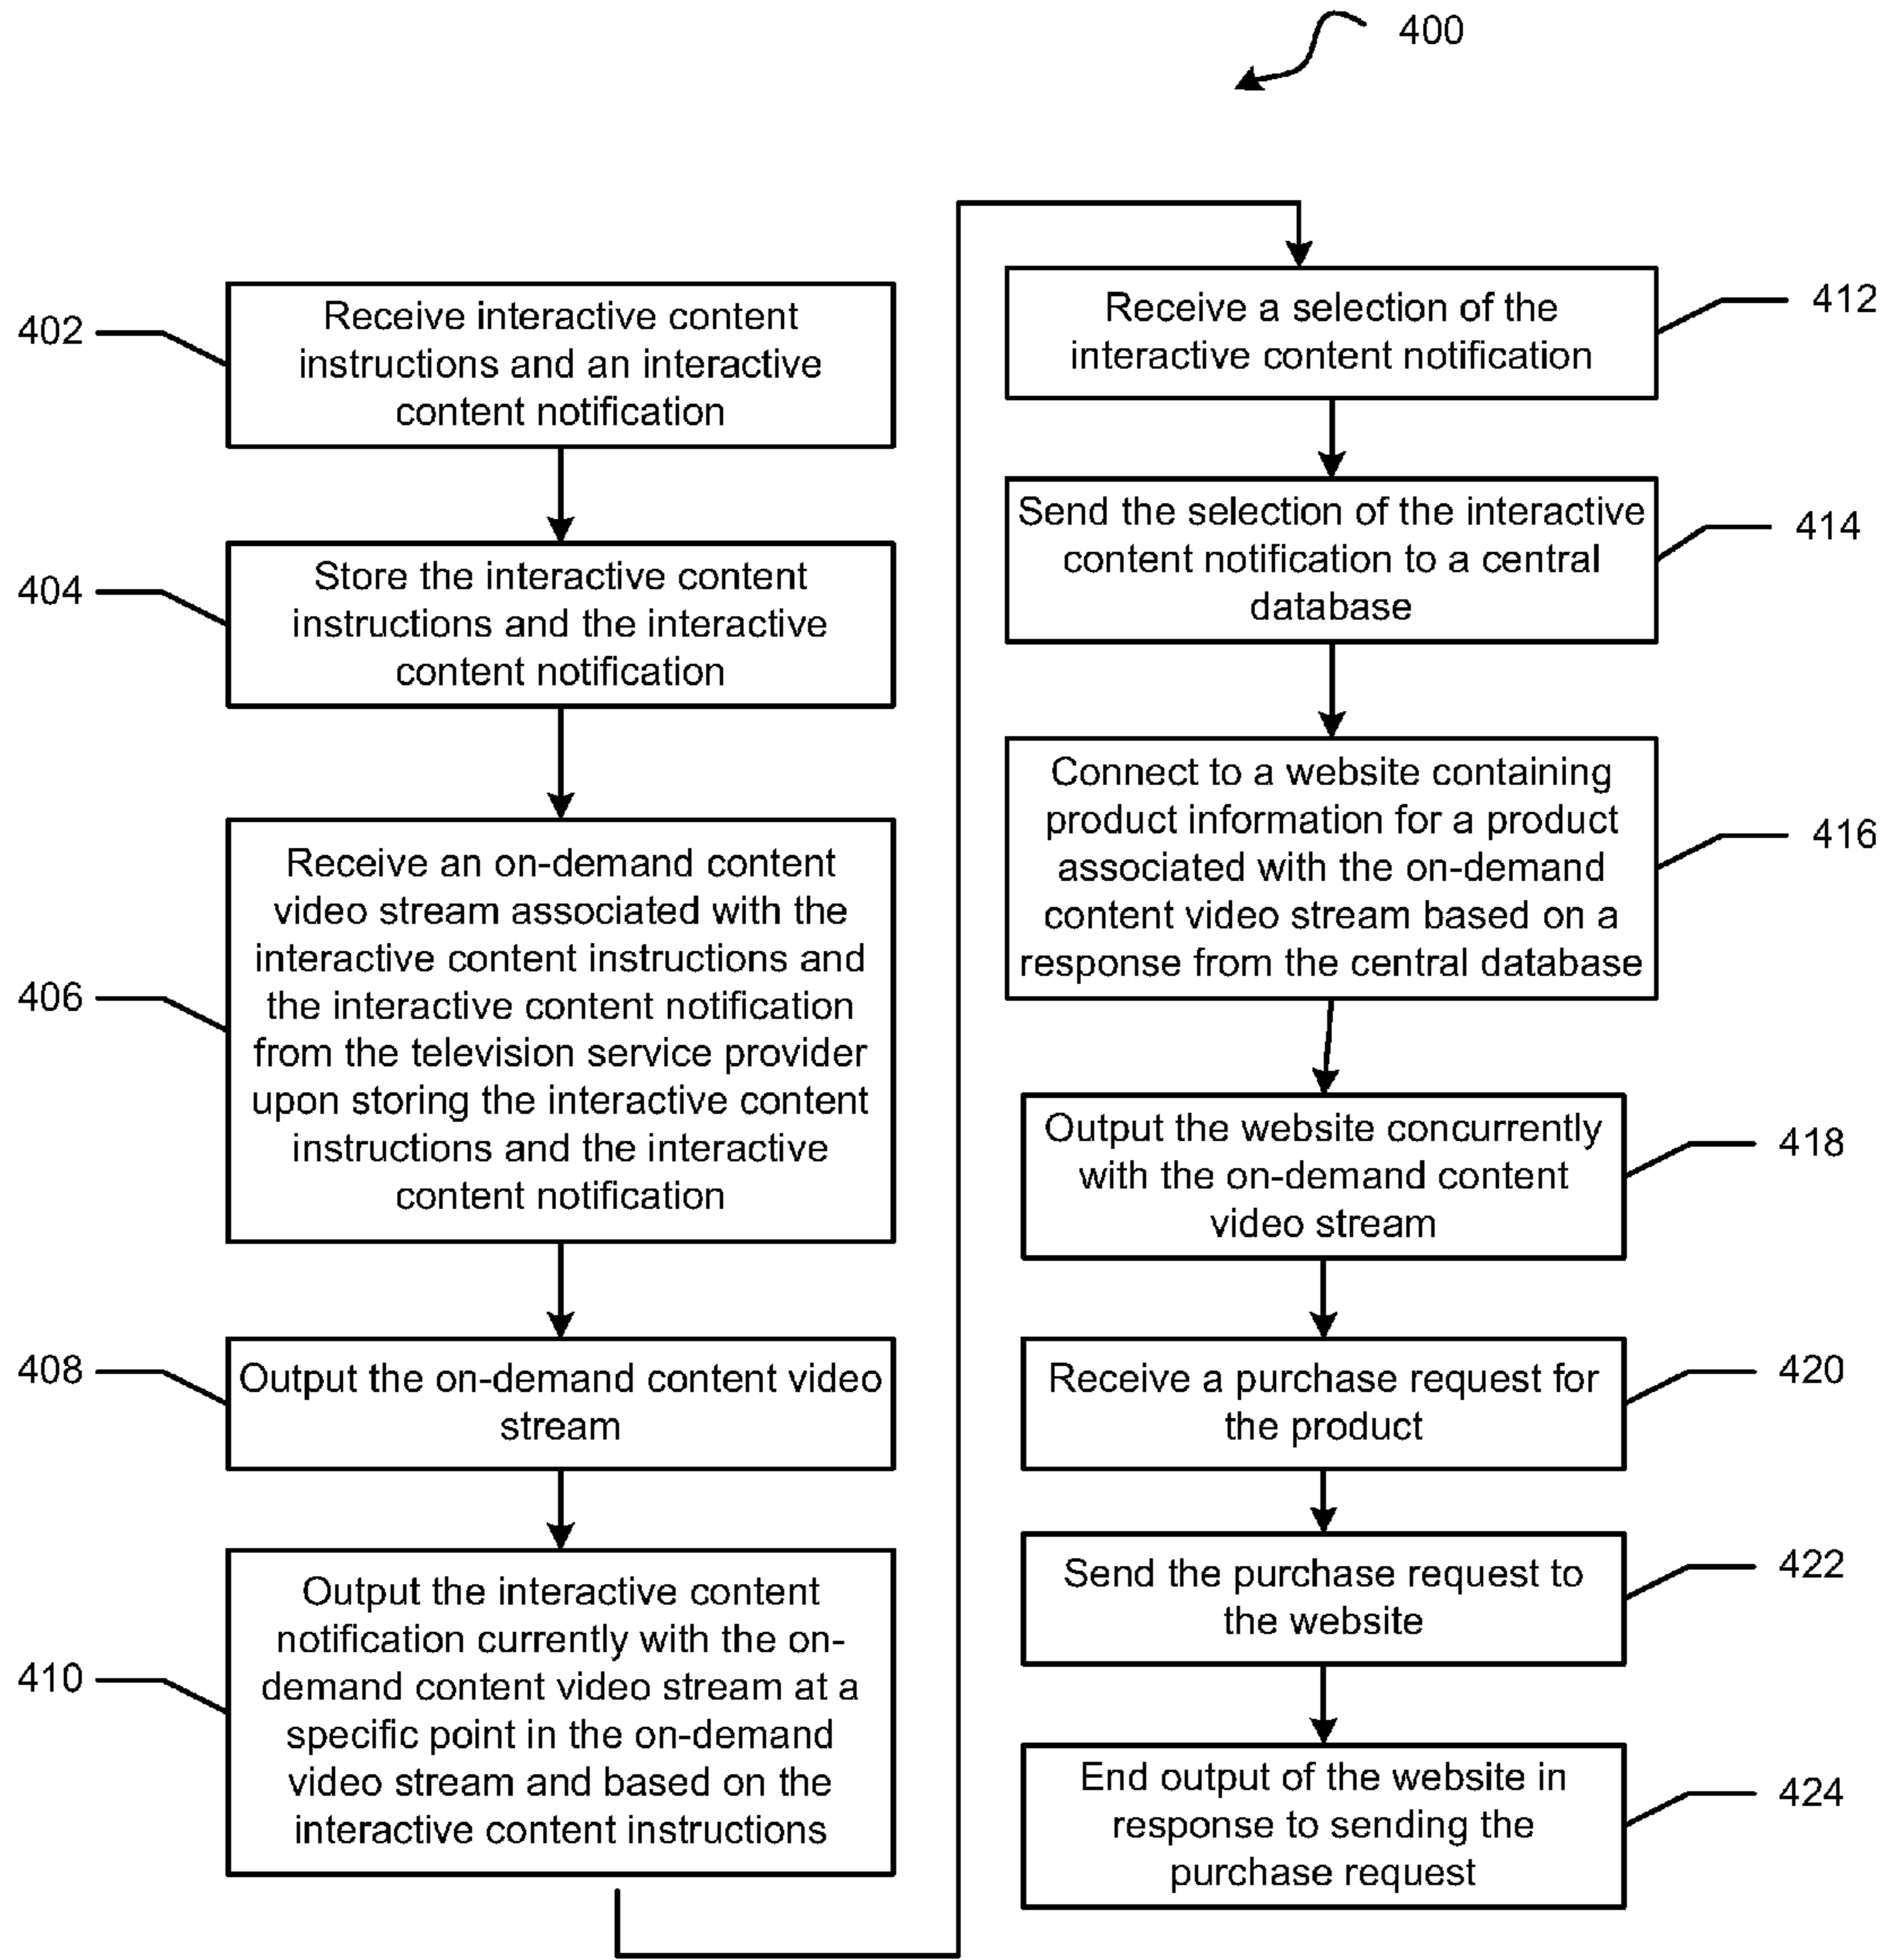 400
402
Receive interactive content
instructions and an interactive
content notification
404
Store the interactive content
instructions and the interactive
content notification
406
Receive an on-demand content
video stream associated with the
interactive content instructions and
the interactive content notification
from the television service provider
upon storing the interactive content
instructions and the interactive
content notification
408
Output the on-demand content video
stream
410
Output the interactive content
notification currently with the on-
demand content video stream at a
specific point in the on-demand
video stream and based on the
interactive content instructions
Receive a selection of the
interactive content notification
412
Send the selection of the interactive
content notification to a central
database
414
Connect to a website containing
product information for a product
associated with the on-demand
content video stream based on a
response from the central database
416
Output the website concurrently
with the on-demand content
video stream
418
Receive a purchase request for
the product
420
Send the purchase request to
the website
422
End output of the website in
response to sending the
purchase request
424